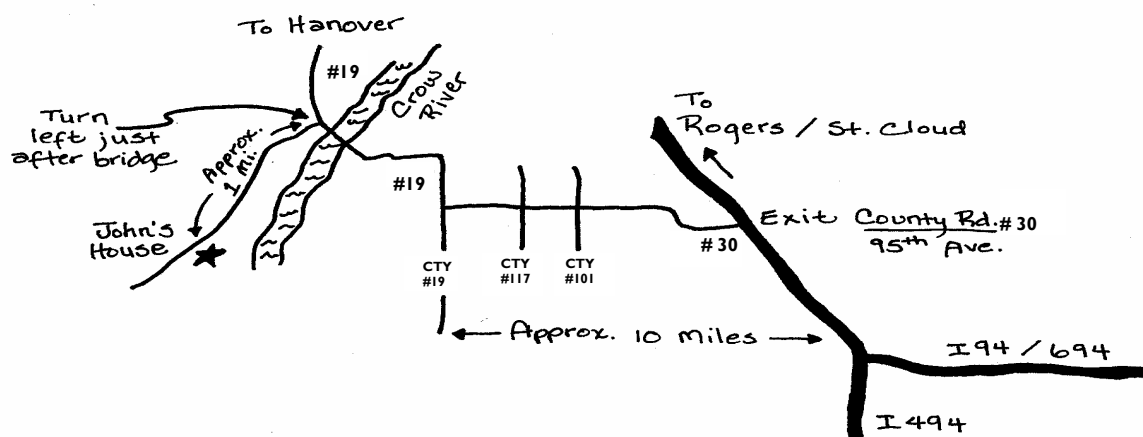 To Hanover
#19
Crow
River
Turn
left just
after bridge
Approx.
1 Mi.
John's
House
#19
To
Rogers / St. Cloud
Exit County Rd. #30
95th Ave.
#30
CTY
#19
CTY
#117
CTY
#101
Approx. 10 miles
I94 / 694
I494